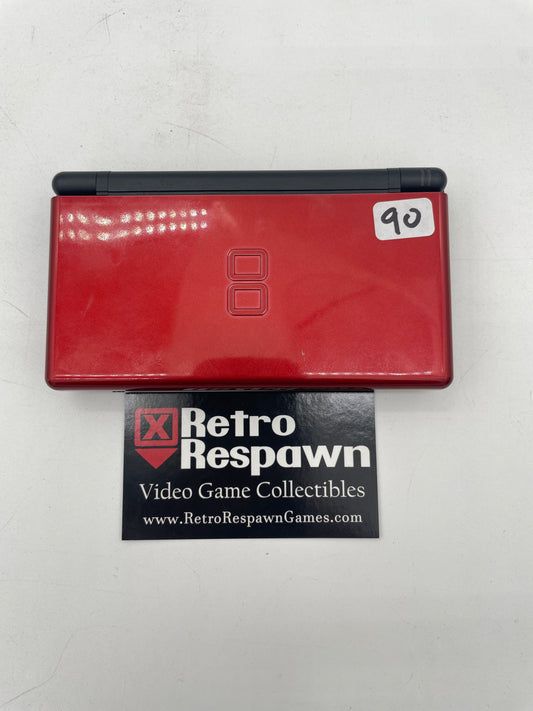 90
Retro
Respawn
Video Game Collectibles
www.RetroRespawnGames.com